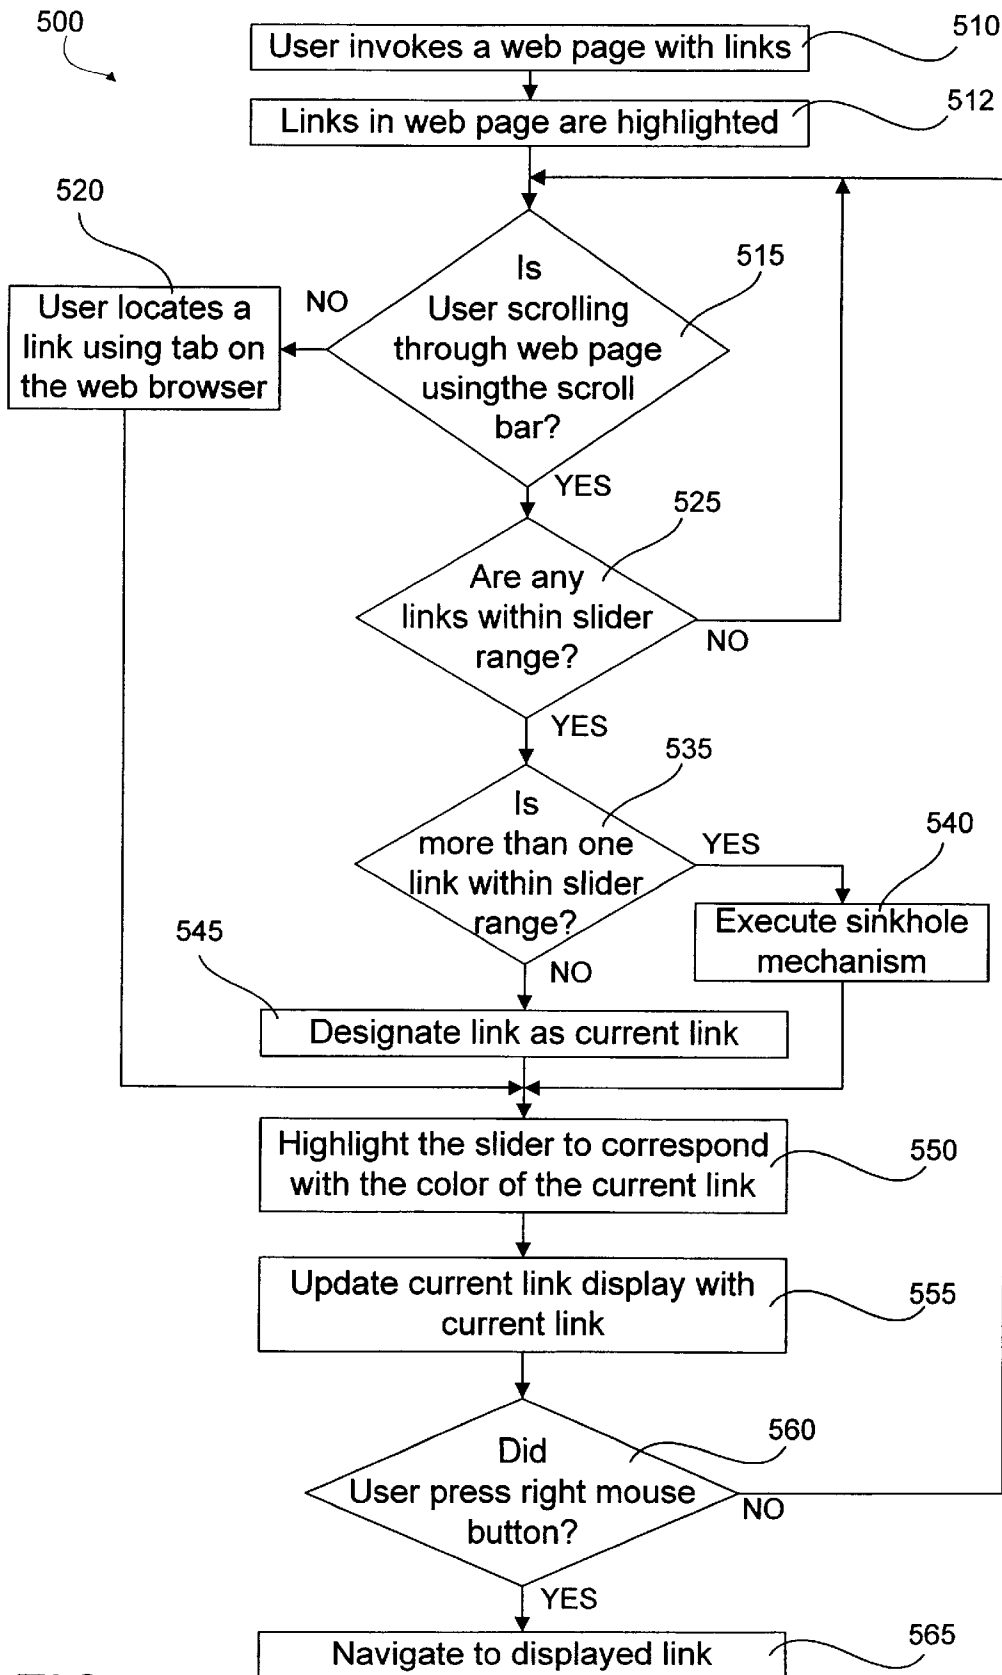 500
User invokes a web page with links
510
Links in web page are highlighted
512
520
User locates a
link using tab on
the web browser
NO
Is
User scrolling
through web page
usingthe scroll
bar?
515
YES
525
Are any
links within slider
range?
NO
YES
535
Is
more than one
link within slider
range?
YES
540
Execute sinkhole
mechanism
545
NO
Designate link as current link
Highlight the slider to correspond
with the color of the current link
550
Update current link display with
current link
555
560
Did
User press right mouse
button?
NO
YES
Navigate to displayed link
565